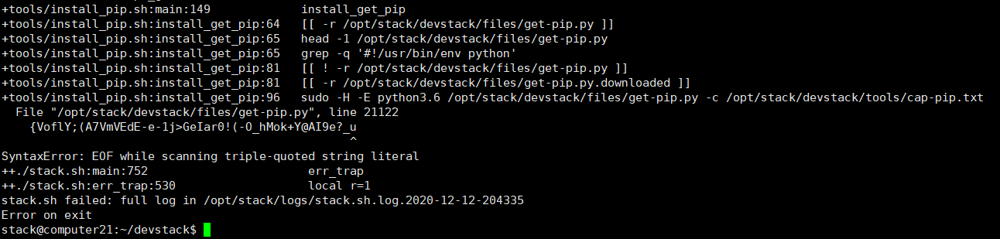 +tools/install_pip.sh:main:149             install_get_pip
+tools/install_pip.sh:install_get_pip:64   [[ -r /opt/stack/devstack/files/get-pip.py ]]
+tools/install_pip.sh:install_get_pip:65   head -1 /opt/stack/devstack/files/get-pip.py
+tools/install_pip.sh:install_get_pip:65   grep -q '#!/usr/bin/env python'
+tools/install_pip.sh:install_get_pip:81   [[ ! -r /opt/stack/devstack/files/get-pip.py ]]
+tools/install_pip.sh:install_get_pip:81   [[ -r /opt/stack/devstack/files/get-pip.py.downloaded ]]
+tools/install_pip.sh:install_get_pip:96   sudo -H -E python3.6 /opt/stack/devstack/files/get-pip.py -c /opt/stack/devstack/tools/cap-pip.txt
  File "/opt/stack/devstack/files/get-pip.py", line 21122
    {VoflY;(A7VmVEdE-e-1j>GeIar0!(-O_hMok+Y@AI9e?_u
                                                  ^
SyntaxError: EOF while scanning triple-quoted string literal
++./stack.sh:main:752                       err_trap
++./stack.sh:err_trap:530                   local r=1
stack.sh failed: full log in /opt/stack/logs/stack.sh.log.2020-12-12-204335
Error on exit
stack@computer21:~/devstack$